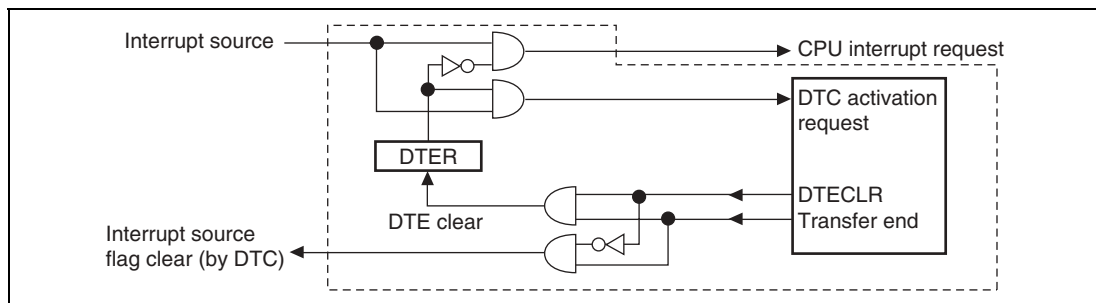 Interrupt source
CPU interrupt request
DTC activation
request
DTER
DTECLR
DTE clear
Transfer end
Interrupt source
flag clear (by DTC)